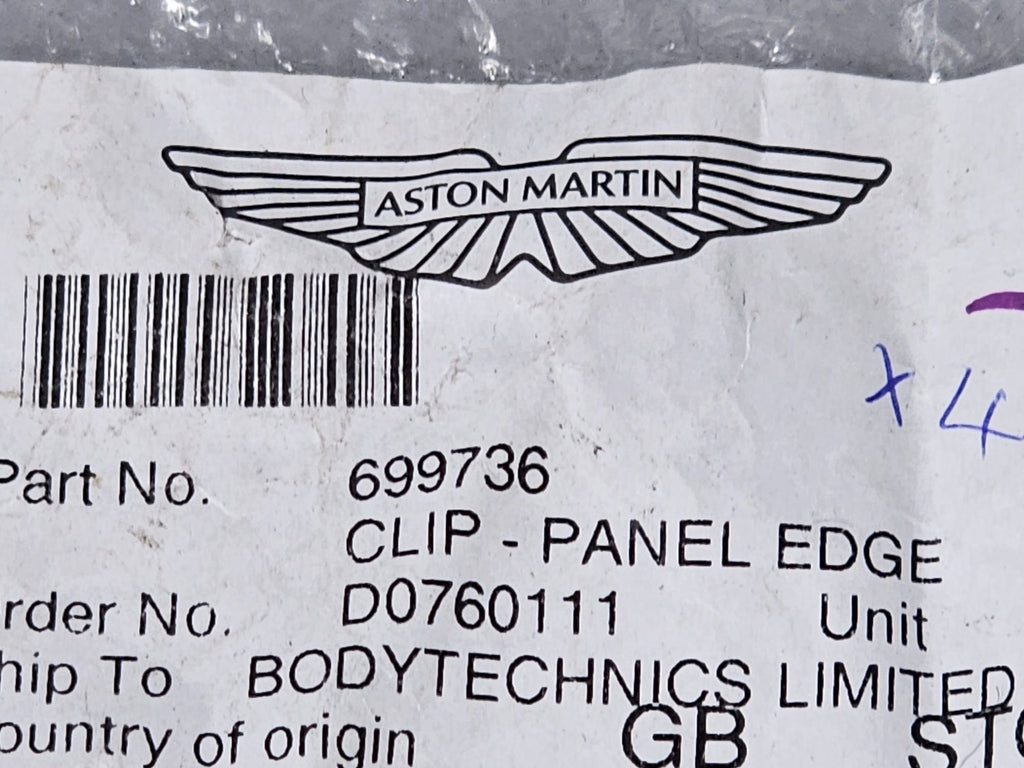 ASTON MARTIN
x 4
Part No. 699736
CLIP - PANEL EDGE
rder No. D0760111 Unit
hip To BODYTECHNICS LIMITED
ountry of origin GB